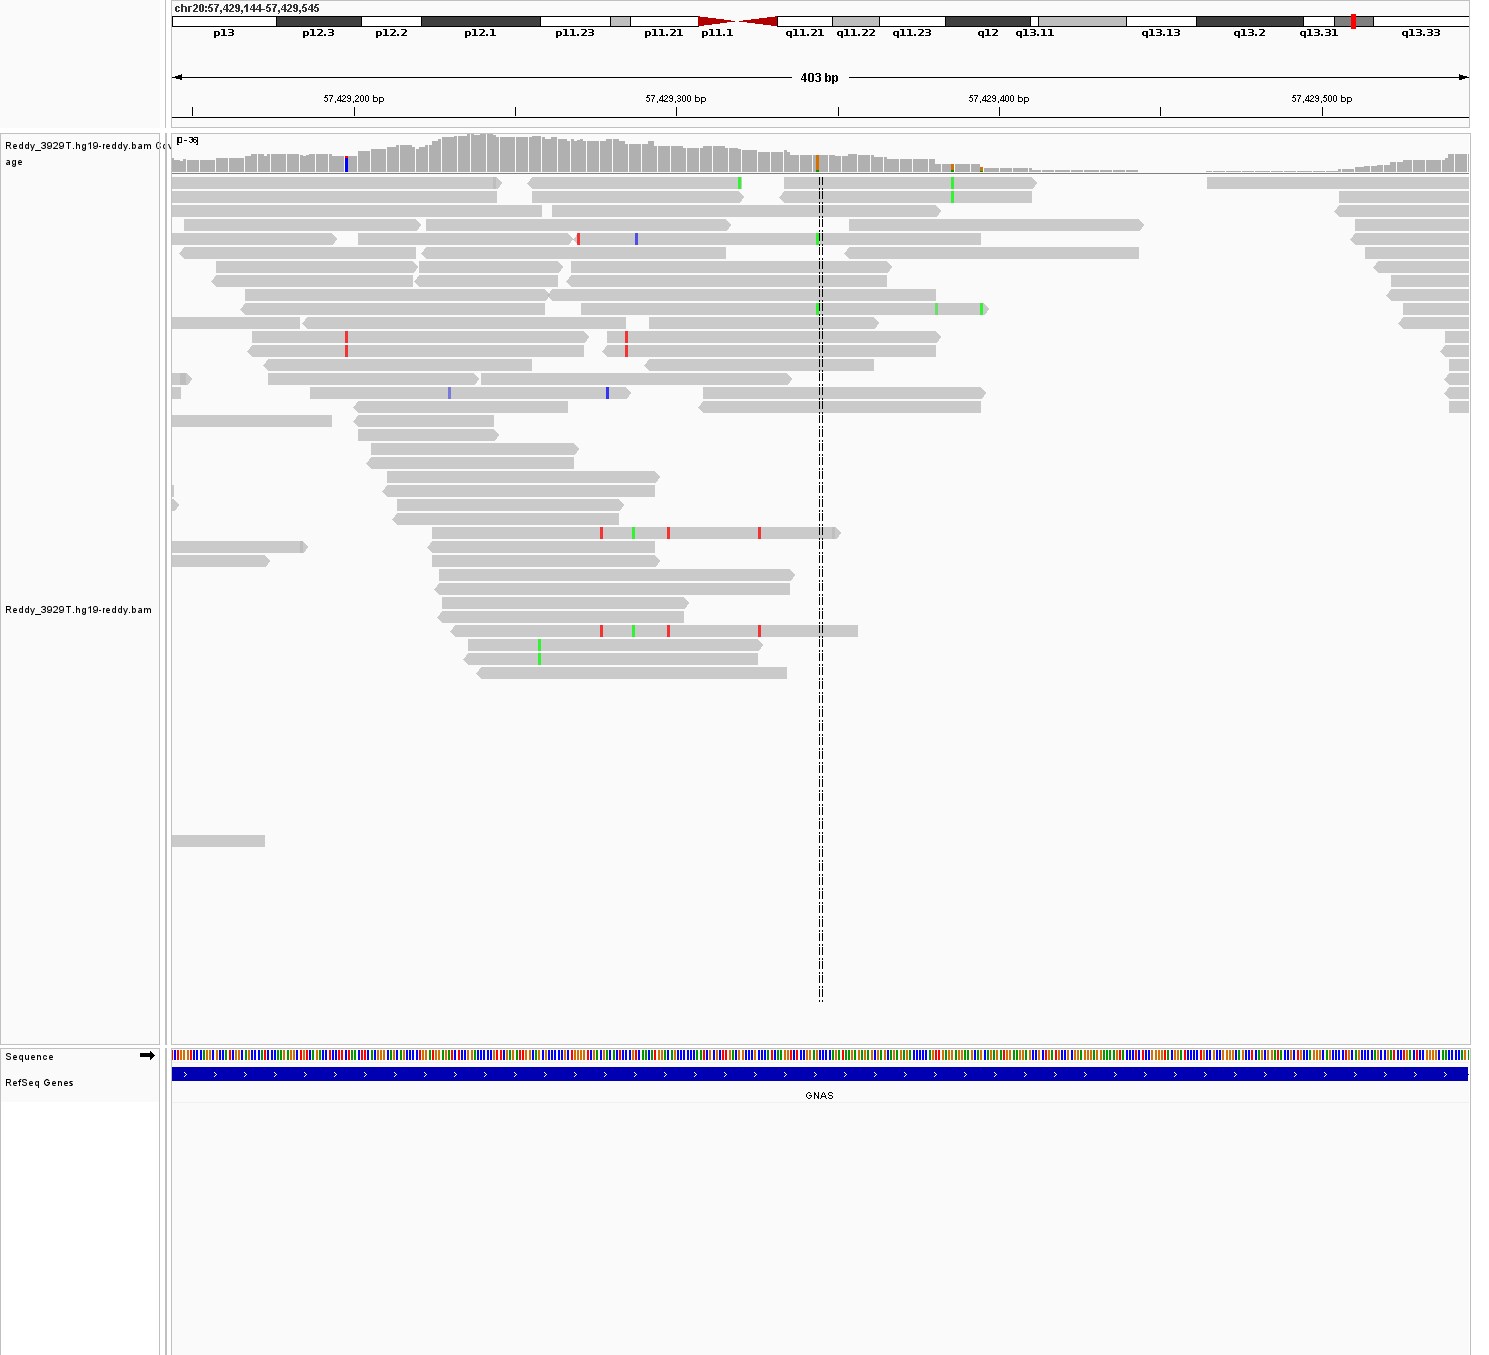 chr20:57,429,144-57,429,545
p13 p12.3 p12.2 p12.1 p11.23 p11.21 p11.1 q11.21 q11.22 q11.23 q12 q13.11 q13.13 q13.2 q13.31 q13.33
403 bp
57,429,200 bp 57,429,300 bp 57,429,400 bp 57,429,500 bp
[0-36]
Reddy_3929T.hg19-reddy.bam Cov
age
Reddy_3929T.hg19-reddy.bam
Sequence
RefSeq Genes
GNAS